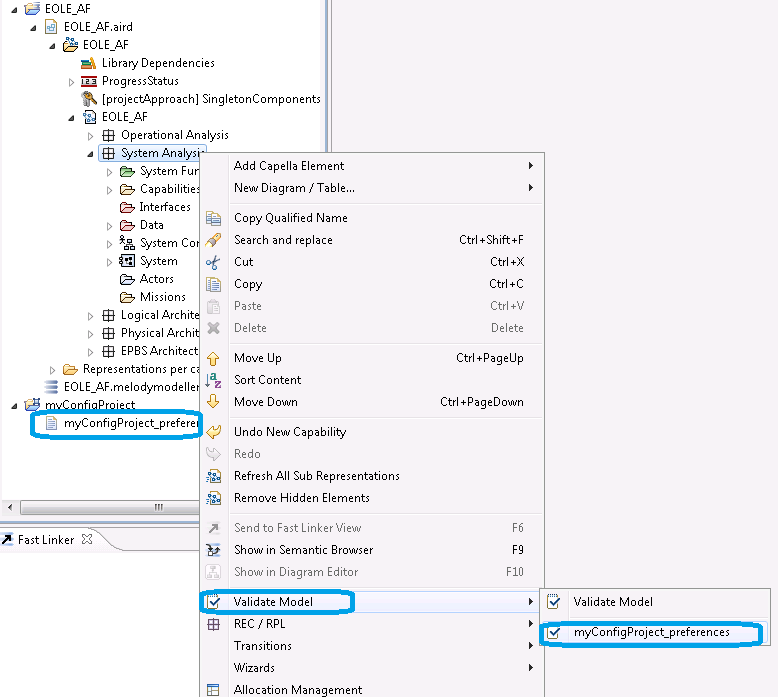 EOLE_AF
EOLE_AF.aird
EOLE_AF
Library Dependencies
ProgressStatus
[projectApproach] SingletonComponents
EOLE_AF
Operational Analysis
System Analysis
System Fun
Capabilities
Interfaces
Data
System Con
System
Actors
Missions
Logical Archite
Physical Archit
EPBS Architect
Representations per ca
EOLE_AF.melodymodeller
myConfigProject
myConfigProject_prefere
Fast Linker
Add Capella Element
New Diagram / Table...
Copy Qualified Name
Search and replace Ctrl+Shift+F
Cut Ctrl+X
Copy Ctrl+C
Paste Ctrl+V
Delete Delete
Move Up Ctrl+PageUp
Sort Content
Move Down Ctrl+PageDown
Undo New Capability
Redo
Refresh All Sub Representations
Remove Hidden Elements
Send to Fast Linker View F6
Show in Semantic Browser F9
Show in Diagram Editor F10
Validate Model
REC / RPL
Transitions
Wizards
Allocation Management
Validate Model
myConfigProject_preferences